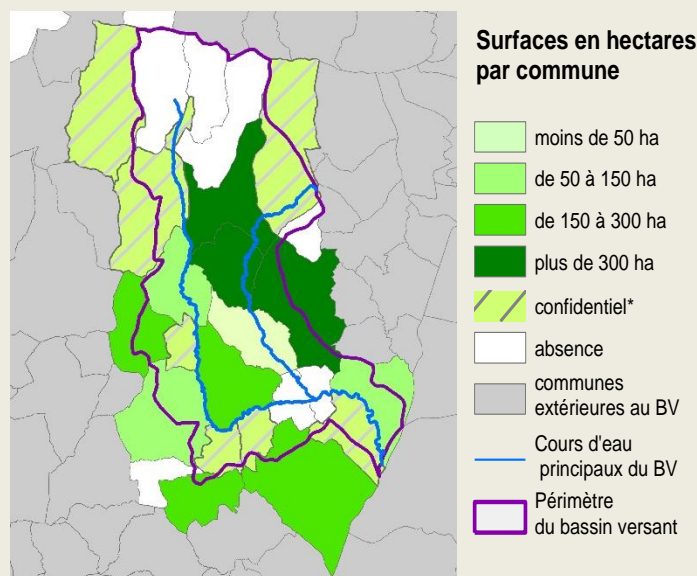 Surfaces en hectares
par commune
moins de 50 ha
de 50 à 150 ha
de 150 à 300 ha
plus de 300 ha
confidentiel*
absence
communes
extérieures au BV
Cours d'eau
principaux du BV
Périmètre
du bassin versant